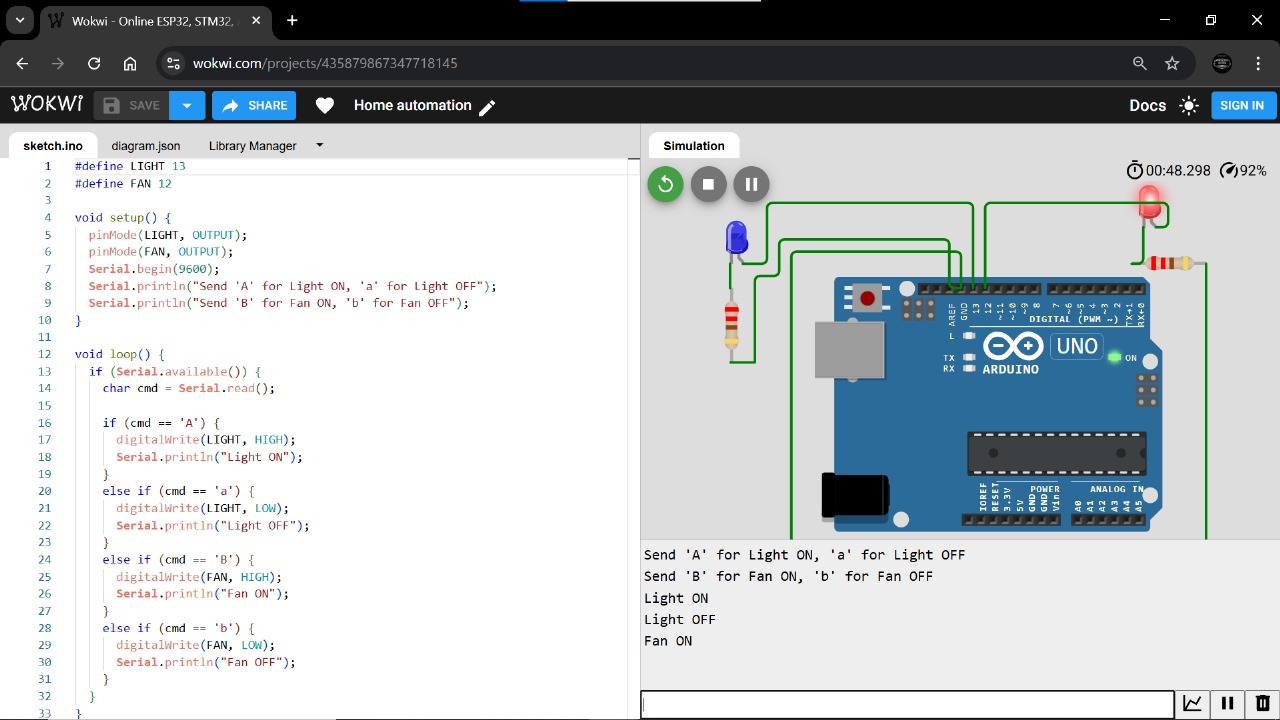 Wokwi - Online ESP32, STM32,
wokwi.com/projects/435879867347718145
WOKWI
SAVE
SHARE
Home automation
Docs
SIGN IN
sketch.ino
diagram.json
Library Manager
1 #define LIGHT 13
2 #define FAN 12
3
4 void setup() {
5 pinMode(LIGHT, OUTPUT);
6 pinMode(FAN, OUTPUT);
7 Serial.begin(9600);
8 Serial.println("Send 'A' for Light ON, 'a' for Light OFF");
9 Serial.println("Send 'B' for Fan ON, 'b' for Fan OFF");
10 }
11
12 void loop() {
13 if (Serial.available()) {
14 char cmd = Serial.read();
15
16 if (cmd == 'A') {
17 digitalWrite(LIGHT, HIGH);
18 Serial.println("Light ON");
19 }
20 else if (cmd == 'a') {
21 digitalWrite(LIGHT, LOW);
22 Serial.println("Light OFF");
23 }
24 else if (cmd == 'B') {
25 digitalWrite(FAN, HIGH);
26 Serial.println("Fan ON");
27 }
28 else if (cmd == 'b') {
29 digitalWrite(FAN, LOW);
30 Serial.println("Fan OFF");
31 }
32 }
33 }
Simulation
00:48.298 92%
AREF GND 13 12 ~11 ~10 ~9 8 7 ~6 ~5 4 ~3 2 TX→1 RX←0
DIGITAL (PWM ~)
L
TX
RX
UNO
ARDUINO
ON
IOREF RESET 3.3V 5V GND GND Vin
POWER
ANALOG IN
A0 A1 A2 A3 A4 A5
Send 'A' for Light ON, 'a' for Light OFF
Send 'B' for Fan ON, 'b' for Fan OFF
Light ON
Light OFF
Fan ON